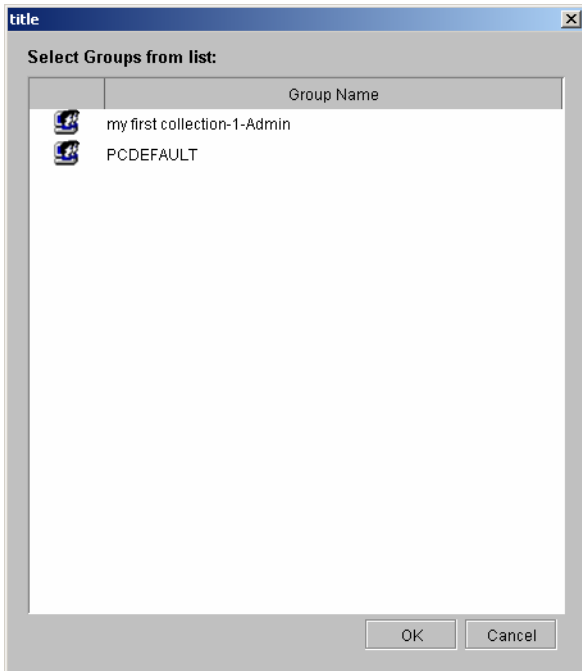 title
Select Groups from list:
Group Name
my first collection-1-Admin
PCDEFAULT
OK Cancel